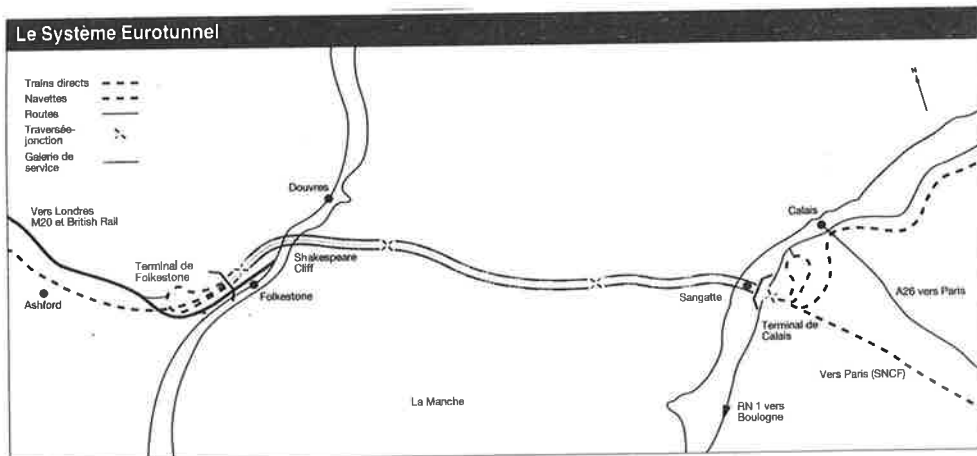 Le Système Eurotunnel
N
Trains directs
Navettes
Routes
Traversée-
jonction
Galerie de
service
Douvres
Calais
Vers Londres
M20 et British Rail
Terminal de
Folkestone
Shakespeare
Cliff
Ashford
Folkestone
Sangatte
A26 vers Paris
Terminal de
Calais
Vers Paris (SNCF)
La Manche
RN 1 vers
Boulogne